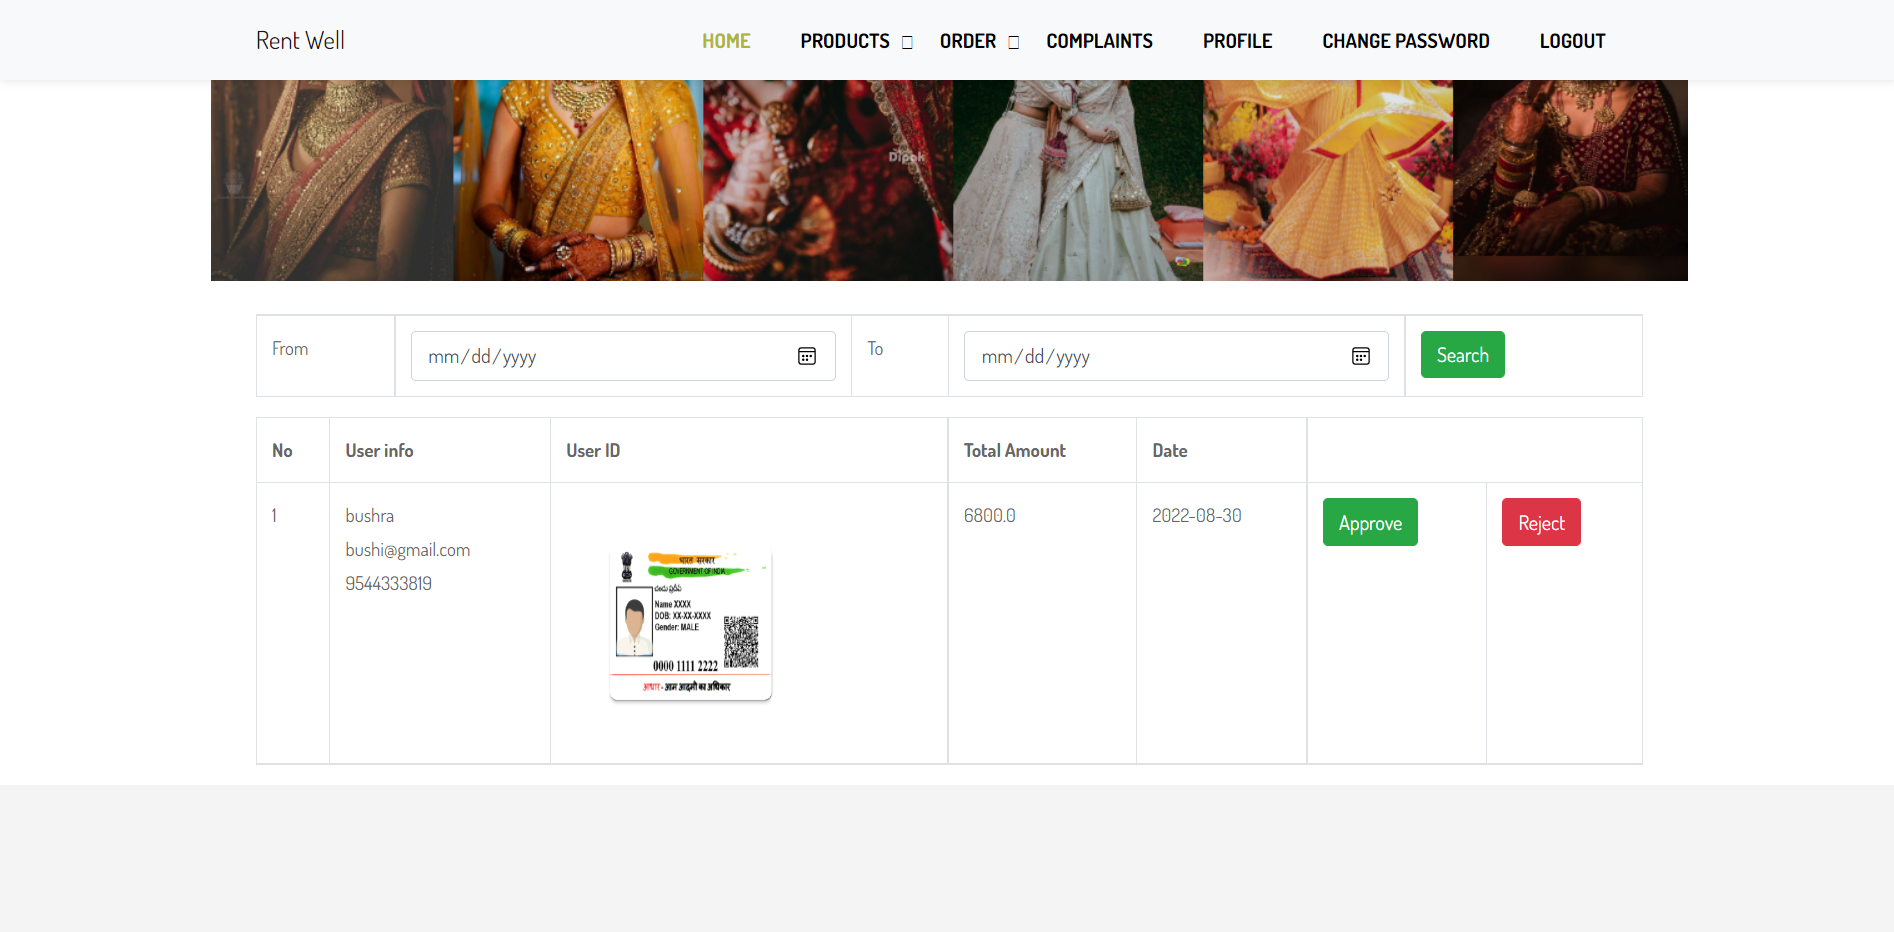 Rent Well
HOME PRODUCTS ORDER COMPLAINTS PROFILE CHANGE PASSWORD LOGOUT
Dipak
From mm/dd/yyyy To mm/dd/yyyy Search
No User info User ID Total Amount Date
1 bushra 6800.0 2022-08-30 Approve Reject
bushi@gmail.com
9544333819
भारत सरकार
GOVERNMENT OF INDIA
Name XXXX
DOB: XX-XX-XXXX
Gender: MALE
0000 1111 2222
आधार - आम आदमी का अधिकार